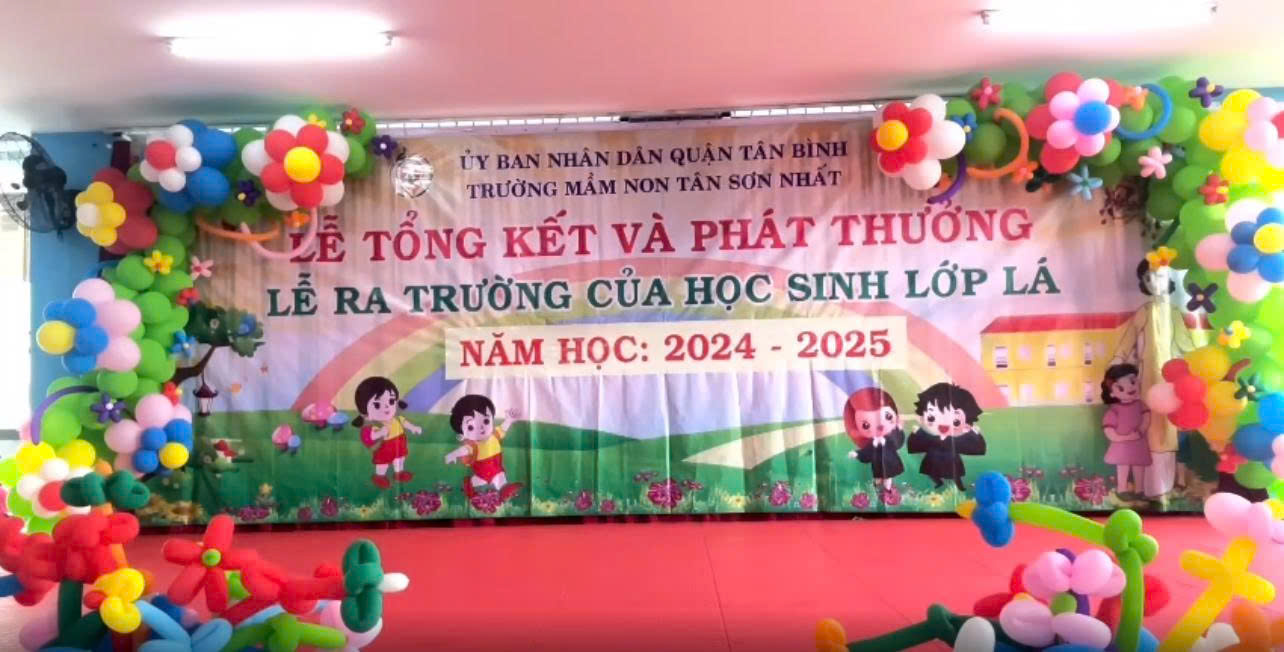 ỦY BAN NHÂN DÂN QUẬN TÂN BÌNH
TRƯỜNG MẦM NON TÂN SƠN NHẤT
LỄ TỔNG KẾT VÀ PHÁT THƯỞNG
LỄ RA TRƯỜNG CỦA HỌC SINH LỚP LÁ
NĂM HỌC: 2024 - 2025